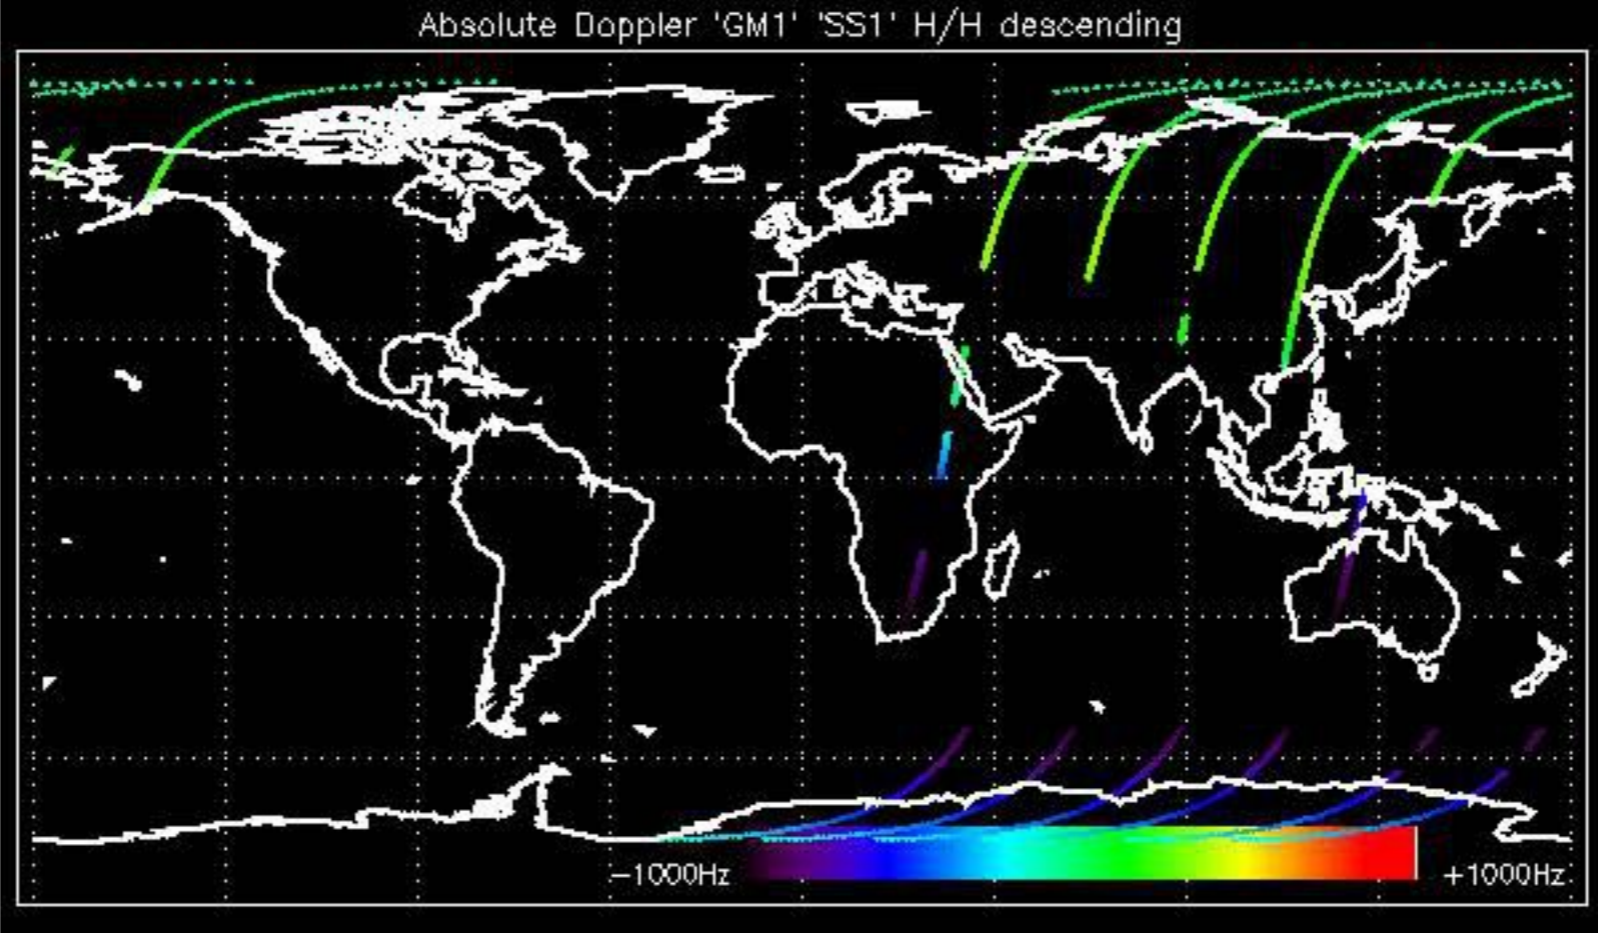 Absolute Doppler 'GM1' 'SS1' H/H descending
−1000Hz +1000Hz